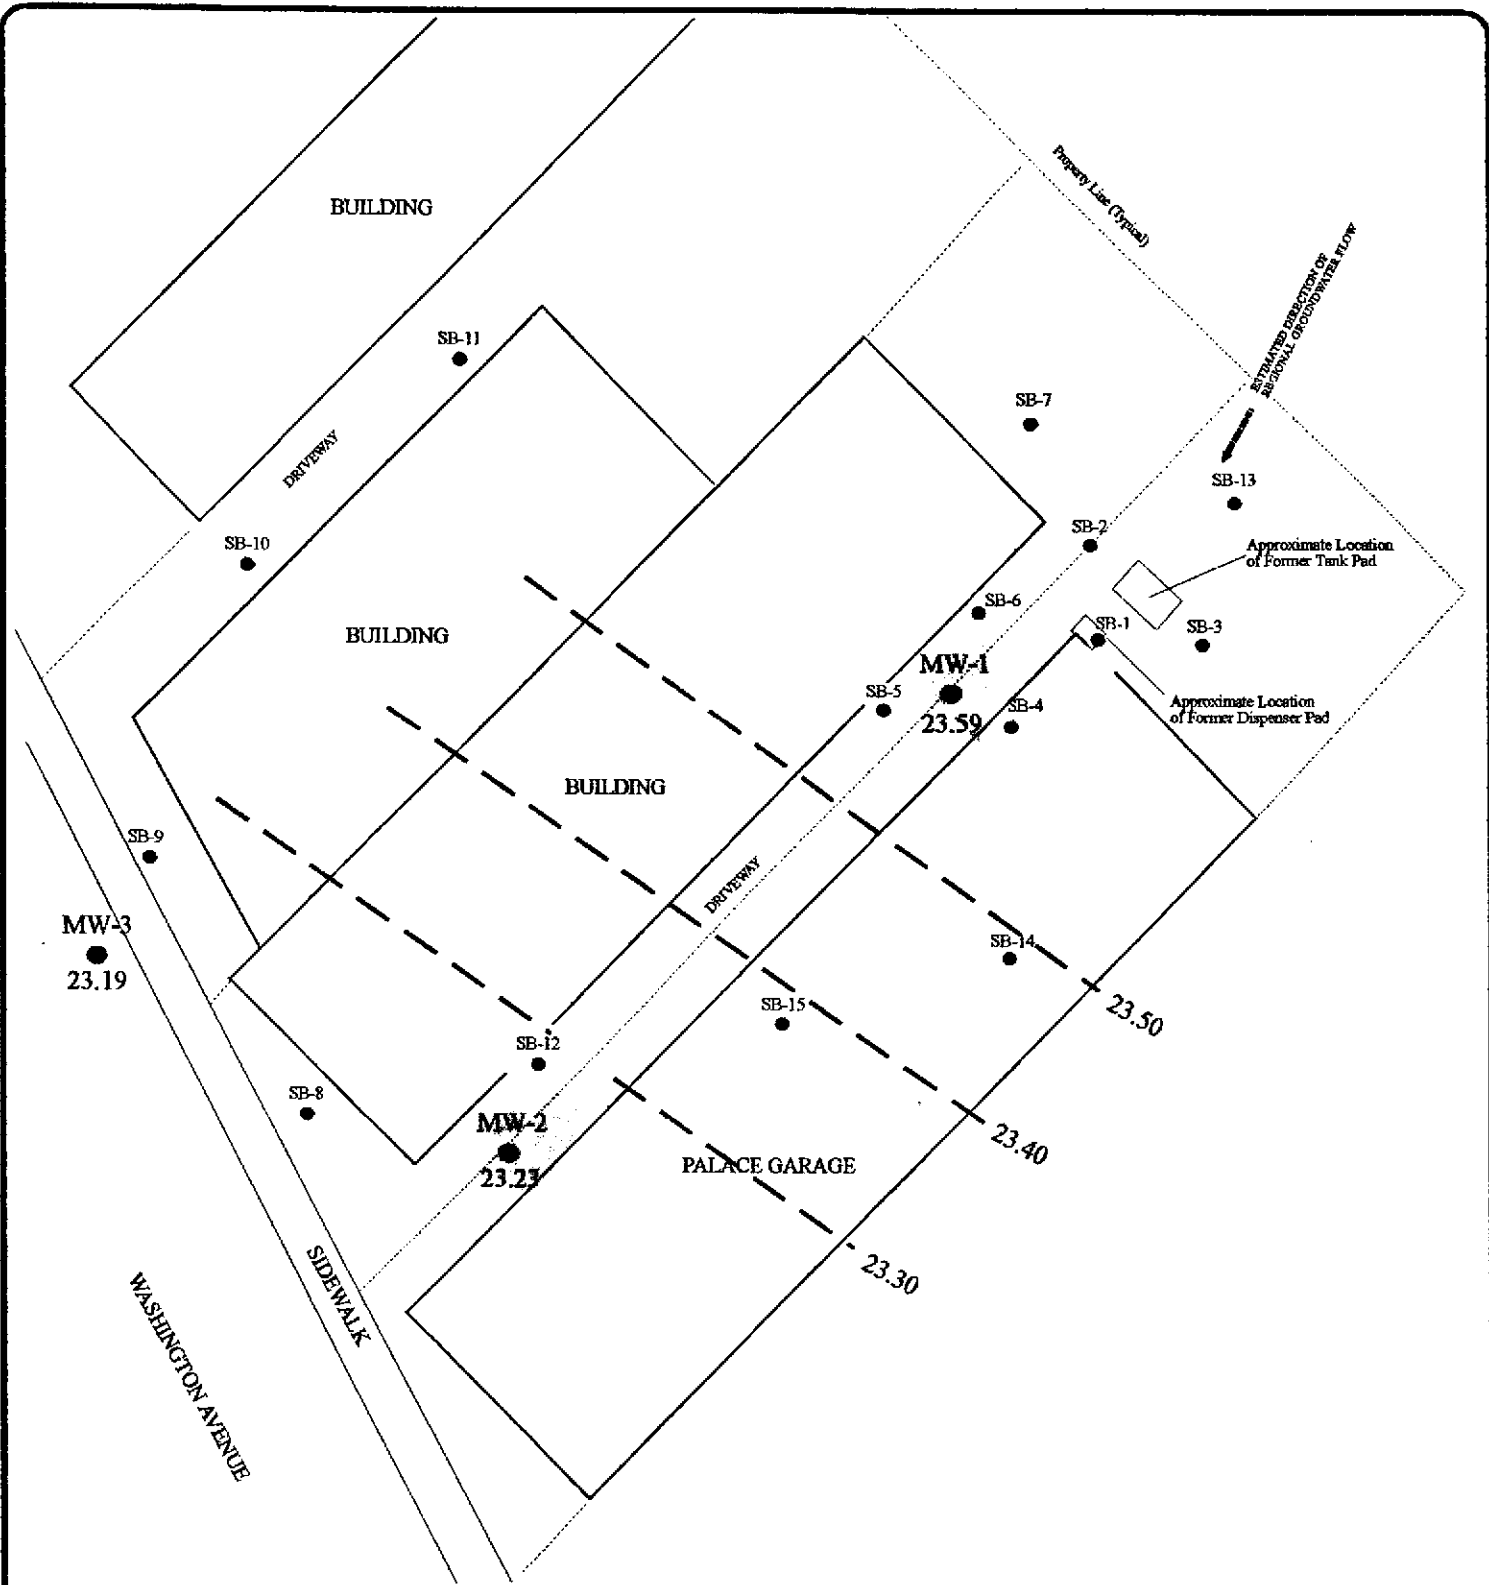 BUILDING
Property Line (Typical)
ESTIMATED DIRECTION OF
REGIONAL GROUNDWATER FLOW
SB-11
SB-7
DRIVEWAY
SB-13
SB-2
SB-10
Approximate Location
of Former Tank Pad
SB-6
SB-1
SB-3
BUILDING
MW-1
23.59
SB-5
SB-4
Approximate Location
of Former Dispenser Pad
BUILDING
SB-9
DRIVEWAY
MW-3
23.19
SB-14
SB-15
23.50
SB-12
SB-8
MW-2
23.23
23.40
PALACE GARAGE
23.30
SIDEWALK
WASHINGTON AVENUE